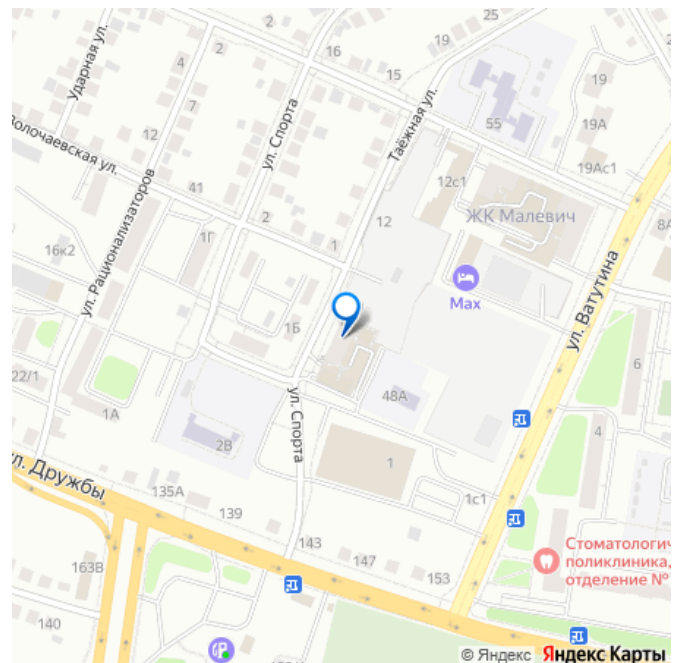 25
19
16
4
Ударная ул.
15
19
2
ул. Спорта
Таёжная ул.
7
55
19А
12
Волочаевская ул.
19Ас1
41
12с1
2
ЖК Малевич
ул. Рационализаторов
12
8А
1Г
1
16к2
Max
ул. Ватутина
1Б
6
22/1
48А
1А
ул. Спорта
4
2В
1
ул. Дружбы
135А
1с1
139
143
147
153
163В
140
Стоматологич
поликлиника,
отделение №
© Яндекс Яндекс Карты